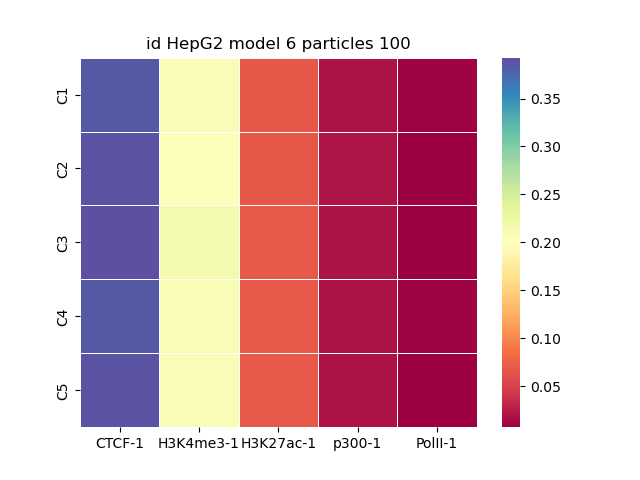 id HepG2 model 6 particles 100
C1
C2
C3
C4
C5
CTCF-1 H3K4me3-1 H3K27ac-1 p300-1 PolII-1
0.35
0.30
0.25
0.20
0.15
0.10
0.05